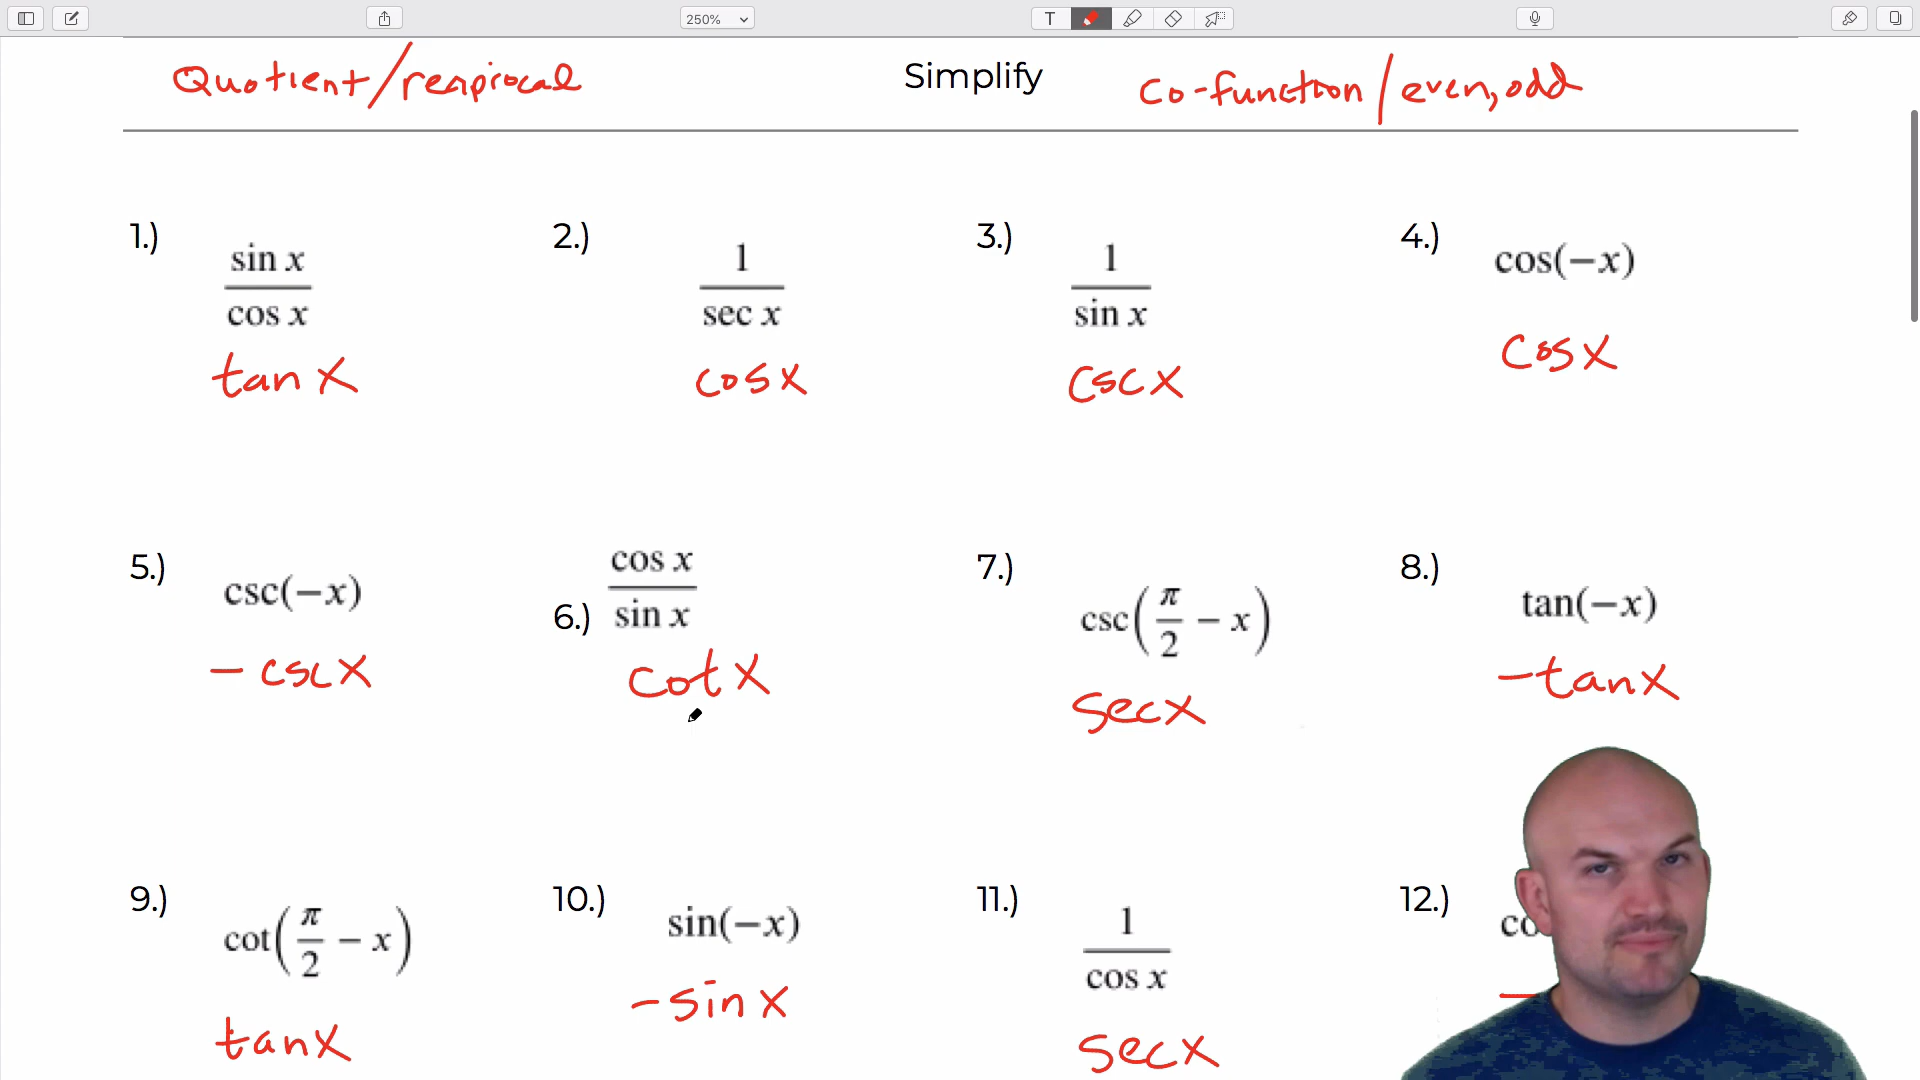 250%
T
Quotient/reciprocal
Simplify
Co-function/even, odd
1.)
sin x
cos x
tan x
2.)
1
sec x
cos x
3.)
1
sin x
csc x
4.)
cos(−x)
cos x
5.)
csc(−x)
− csc x
6.)
cos x
sin x
cot x
7.)
csc(π/2 − x)
sec x
8.)
tan(−x)
−tan x
9.)
cot(π/2 − x)
tan x
10.)
sin(−x)
−sin x
11.)
1
cos x
sec x
12.)
co
−